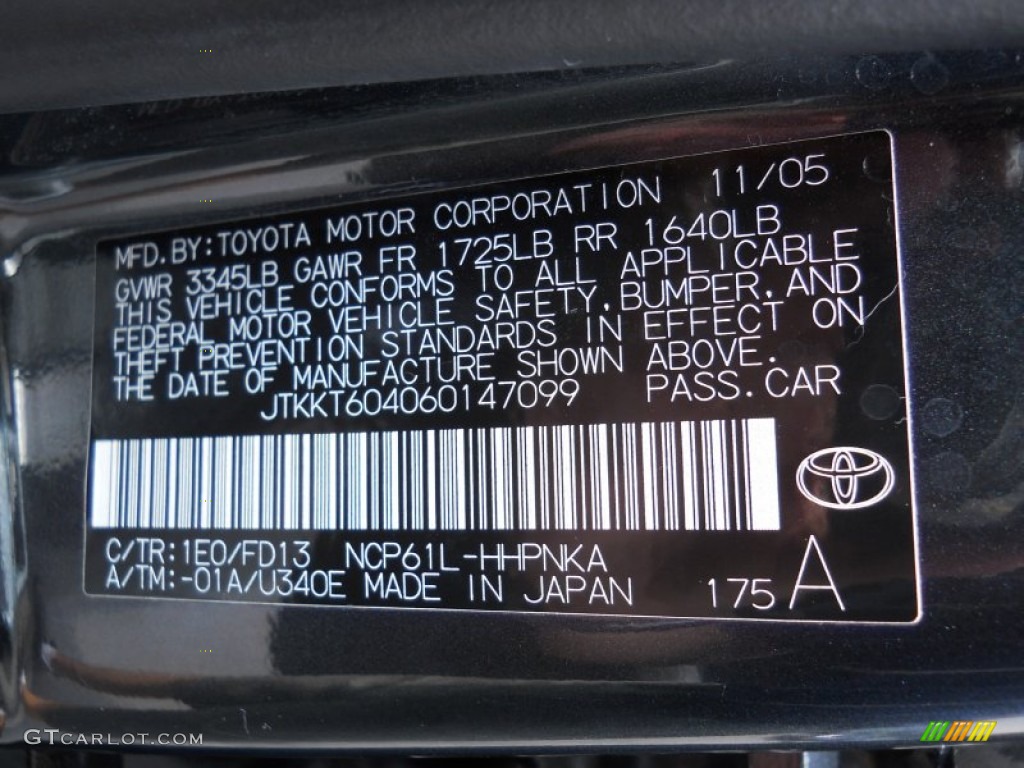 MFD.BY:TOYOTA MOTOR CORPORATION 11/05
GVWR 3345LB GAWR FR 1725LB RR 1640LB
THIS VEHICLE CONFORMS TO ALL APPLICABLE
FEDERAL MOTOR VEHICLE SAFETY,BUMPER,AND
THEFT PREVENTION STANDARDS IN EFFECT ON
THE DATE OF MANUFACTURE SHOWN ABOVE.
JTKKT604060147099 PASS.CAR
C/TR:1E0/FD13 NCP61L-HHPNKA
A/TM:-01A/U340E MADE IN JAPAN 175 A
GTCARLOT.COM